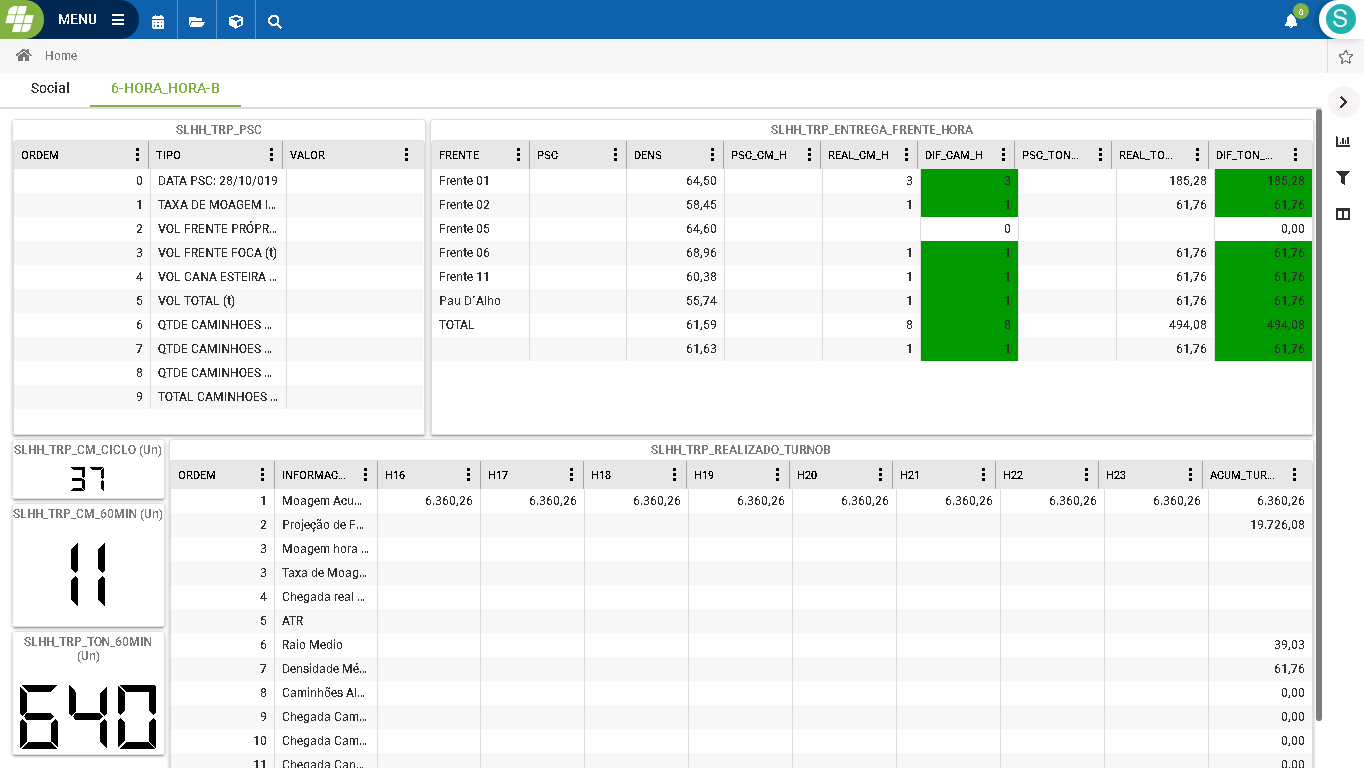 MENU
0
S
Home
Social 6-HORA_HORA-B
SLHH_TRP_PSC
ORDEM TIPO VALOR
0 DATA PSC: 28/10/019
1 TAXA DE MOAGEM I...
2 VOL FRENTE PRÓPR...
3 VOL FRENTE FOCA (t)
4 VOL CANA ESTEIRA ...
5 VOL TOTAL (t)
6 QTDE CAMINHOES ...
7 QTDE CAMINHOES ...
8 QTDE CAMINHOES ...
9 TOTAL CAMINHOES ...
SLHH_TRP_ENTREGA_FRENTE_HORA
FRENTE PSC DENS PSC_CM_H REAL_CM_H DIF_CAM_H PSC_TON... REAL_TO... DIF_TON_...
Frente 01 64,50 3 3 185,28 185,28
Frente 02 58,45 1 1 61,76 61,76
Frente 05 64,60 0 0,00
Frente 06 68,96 1 1 61,76 61,76
Frente 11 60,38 1 1 61,76 61,76
Pau D´Alho 55,74 1 1 61,76 61,76
TOTAL 61,59 8 8 494,08 494,08
61,63 1 1 61,76 61,76
SLHH_TRP_CM_CICLO (Un)
37
SLHH_TRP_CM_60MIN (Un)
11
SLHH_TRP_TON_60MIN
(Un)
640
SLHH_TRP_REALIZADO_TURNOB
ORDEM INFORMAC... H16 H17 H18 H19 H20 H21 H22 H23 ACUM_TUR...
1 Moagem Acu... 6.360,26 6.360,26 6.360,26 6.360,26 6.360,26 6.360,26 6.360,26 6.360,26 6.360,26
2 Projeção de F... 19.726,08
3 Moagem hora ...
3 Taxa de Moag...
4 Chegada real ...
5 ATR
6 Raio Medio 39,03
7 Densidade Mé... 61,76
8 Caminhões Al... 0,00
9 Chegada Cam... 0,00
10 Chegada Cam... 0,00
11 Chegada Can... 0,00